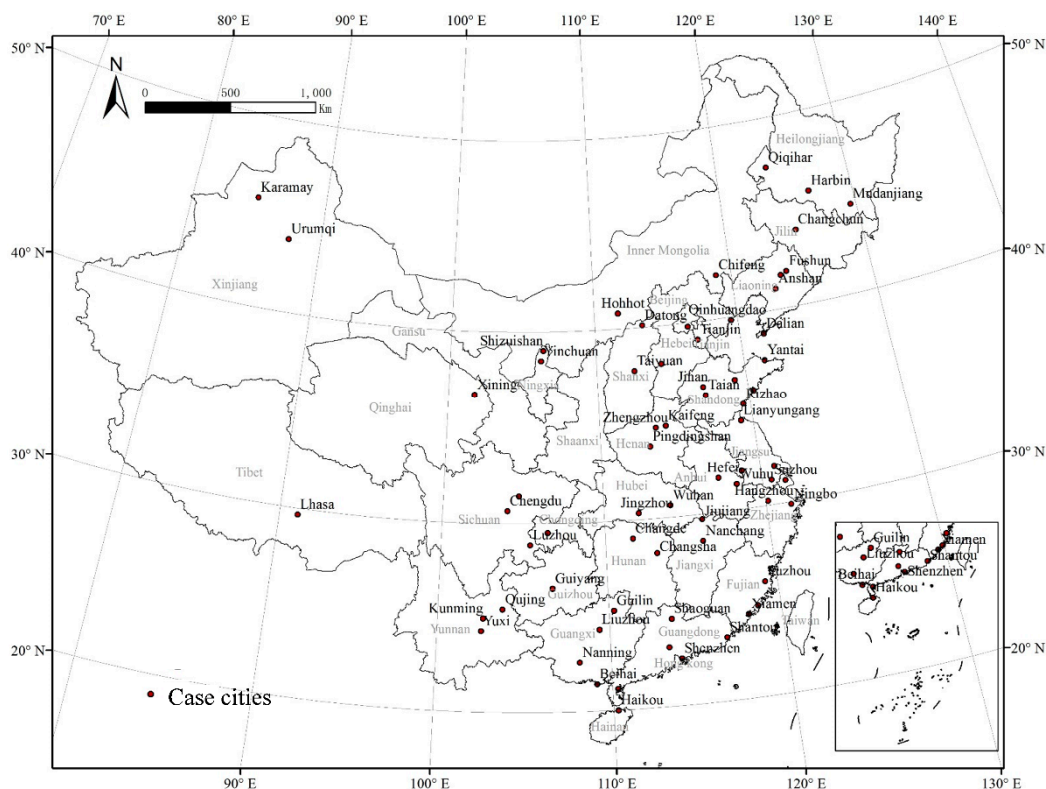 70° E 80° E 90° E 100° E 110° E 120° E 130° E 140° E
50° N 50° N
N
0 500 1,000
Km
Heilongjiang
Qiqihar
Karamay Harbin
Mudanjiang
Changchun
Jilin
Urumqi
40° N 40° N
Inner Mongolia
Chifeng Fushun
Anshan
Liaoning
Xinjiang
Beijing
Hohhot Qinhuangdao
Datong Tianjin Dalian
Gansu
Shizuishan Hebei Tianjin
Yinchuan Yantai
Taiyuan
Shanxi
Ningxia
Xining Jinan Taian
Shandong Rizhao
Qinghai
Lianyungang
Zhengzhou Kaifeng
Shaanxi Henan Pingdingshan
Jiangsu
30° N 30° N
Tibet
Anhui Hefei Wuhu Suzhou
Hubei
Hangzhou Ningbo
Lhasa Chengdu Jingzhou Wuhan
Jiujiang Zhejiang
Sichuan Chongqing
Luzhou Changde Nanchang
Changsha
Hunan Jiangxi
Guiyang Fuzhou
Fujian
Guizhou
Qujing Guilin Shaoguan Xiamen
Kunming Liuzhou
Yuxi
Yunnan Guangxi Guangdong Shantou Taiwan
Nanning Shenzhen
Hong kong
20° N 20° N
Beihai
Haikou
Hainan
Case cities
Guilin Xiamen
Liuzhou Shantou
Beihai Shenzhen
Haikou
90° E 100° E 110° E 120° E 130° E